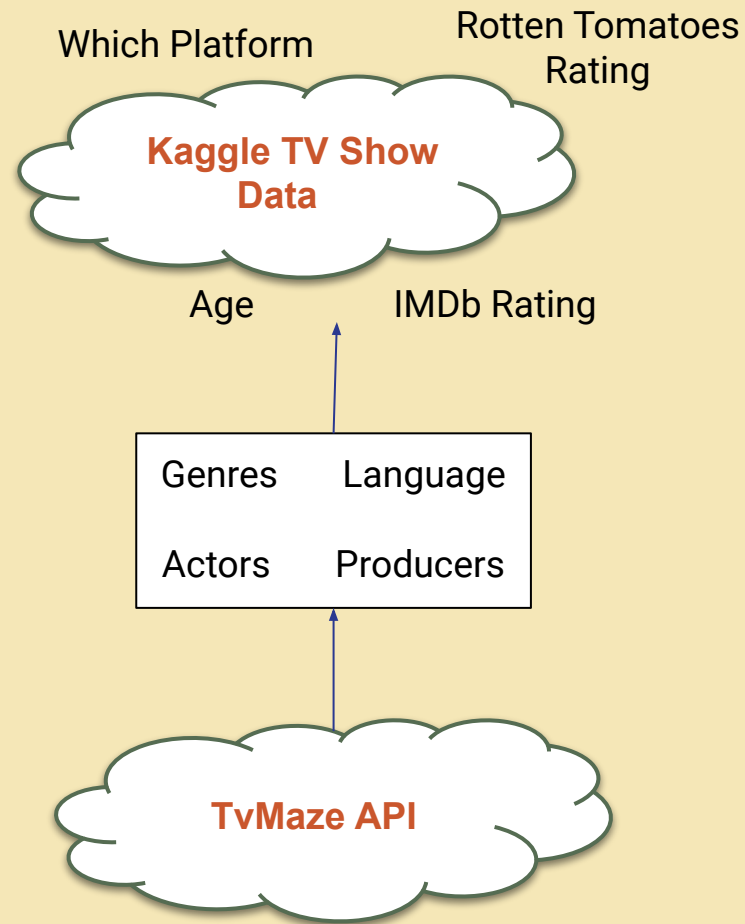 Which Platform
Rotten Tomatoes
Rating
Kaggle TV Show
Data
Age
IMDb Rating
Genres
Language
Actors
Producers
TvMaze API